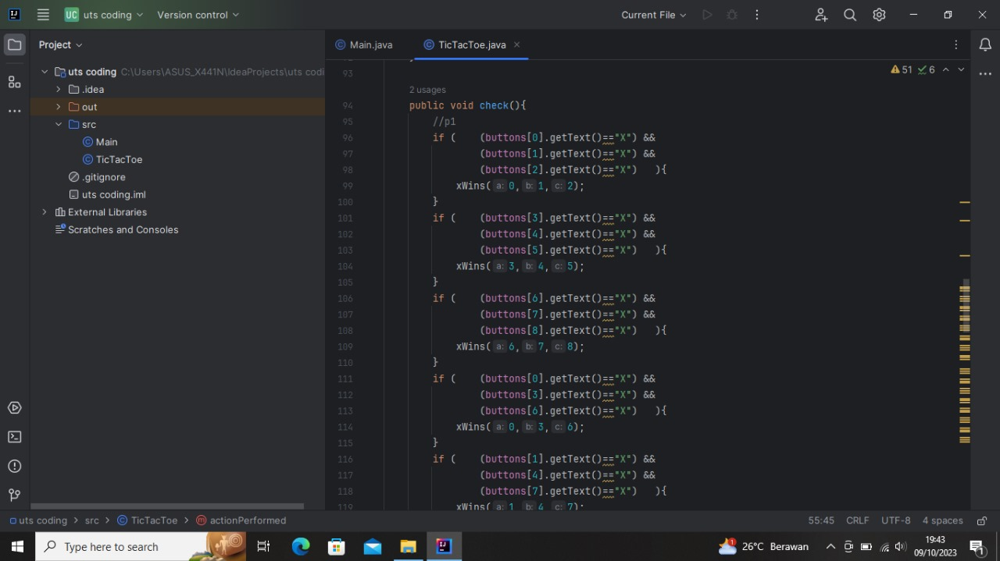 UC uts coding Version control Current File
Project
Main.java TicTacToe.java
uts coding C:\Users\ASUS_X441N\IdeaProjects\uts codi
.idea
out
src
Main
TicTacToe
.gitignore
uts coding.iml
External Libraries
Scratches and Consoles
51 6
93
2 usages
94 public void check(){
95 //p1
96 if ( (buttons[0].getText()=="X") &&
97 (buttons[1].getText()=="X") &&
98 (buttons[2].getText()=="X") ){
99 xWins( a: 0, b: 1, c: 2);
100 }
101 if ( (buttons[3].getText()=="X") &&
102 (buttons[4].getText()=="X") &&
103 (buttons[5].getText()=="X") ){
104 xWins( a: 3, b: 4, c: 5);
105 }
106 if ( (buttons[6].getText()=="X") &&
107 (buttons[7].getText()=="X") &&
108 (buttons[8].getText()=="X") ){
109 xWins( a: 6, b: 7, c: 8);
110 }
111 if ( (buttons[0].getText()=="X") &&
112 (buttons[3].getText()=="X") &&
113 (buttons[6].getText()=="X") ){
114 xWins( a: 0, b: 3, c: 6);
115 }
116 if ( (buttons[1].getText()=="X") &&
117 (buttons[4].getText()=="X") &&
118 (buttons[7].getText()=="X") ){
119 xWins( a: 1, b: 4, c: 7);
uts coding > src > TicTacToe > actionPerformed 55:45 CRLF UTF-8 4 spaces
Type here to search 26°C Berawan 19:43
09/10/2023